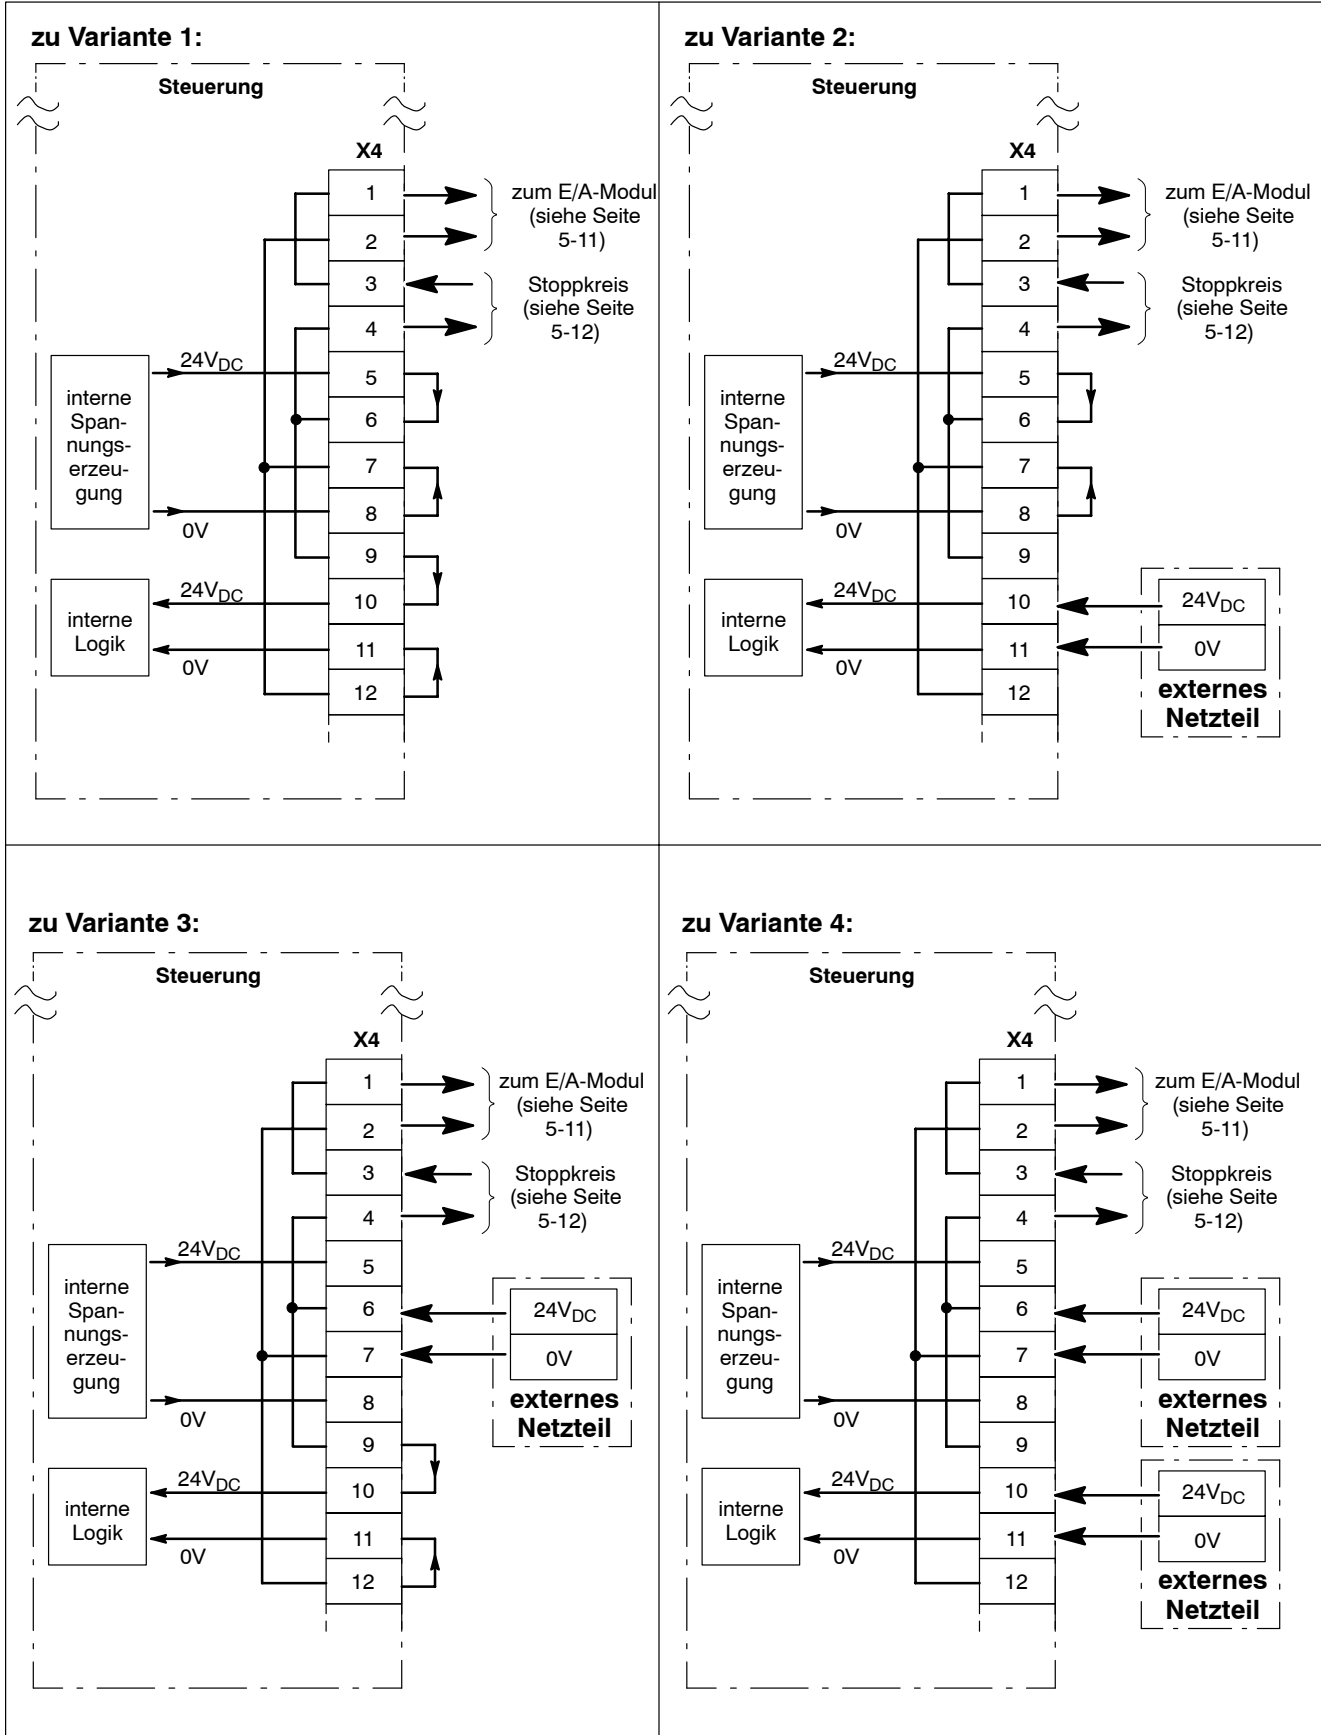 zu Variante 1:
Steuerung
X4
1
2
3
4
5
6
7
8
9
10
11
12
zum E/A-Modul
(siehe Seite
5-11)
Stoppkreis
(siehe Seite
5-12)
interne
Span-
nungs-
erzeu-
gung
24VDC
0V
interne
Logik
24VDC
0V
zu Variante 2:
Steuerung
X4
1
2
3
4
5
6
7
8
9
10
11
12
zum E/A-Modul
(siehe Seite
5-11)
Stoppkreis
(siehe Seite
5-12)
interne
Span-
nungs-
erzeu-
gung
24VDC
0V
interne
Logik
24VDC
0V
24VDC
0V
externes
Netzteil
zu Variante 3:
Steuerung
X4
1
2
3
4
5
6
7
8
9
10
11
12
zum E/A-Modul
(siehe Seite
5-11)
Stoppkreis
(siehe Seite
5-12)
interne
Span-
nungs-
erzeu-
gung
24VDC
0V
24VDC
0V
externes
Netzteil
interne
Logik
24VDC
0V
zu Variante 4:
Steuerung
X4
1
2
3
4
5
6
7
8
9
10
11
12
zum E/A-Modul
(siehe Seite
5-11)
Stoppkreis
(siehe Seite
5-12)
interne
Span-
nungs-
erzeu-
gung
24VDC
0V
24VDC
0V
externes
Netzteil
interne
Logik
24VDC
0V
24VDC
0V
externes
Netzteil